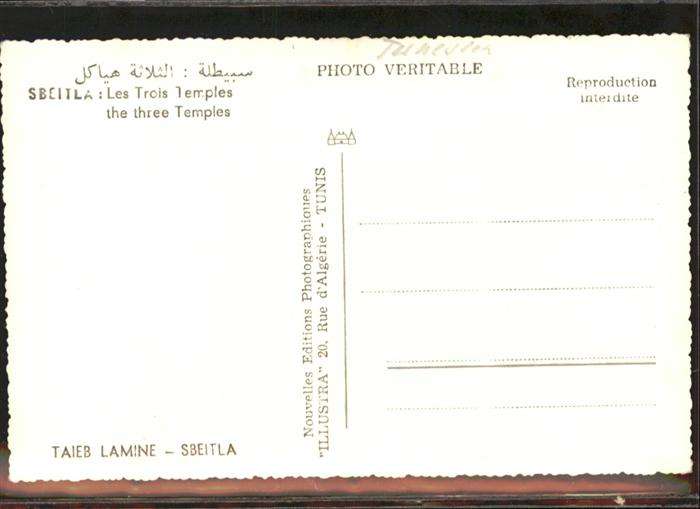 سبيطلة : الثلاثة هياكل
SBEITLA : Les Trois Temples
the three Temples
Tunesien
PHOTO VERITABLE
Reproduction
interdite
Nouvelles Editions Photographiques
"ILLUSTRA" 20, Rue d'Algérie - TUNIS
TAIEB LAMINE - SBEITLA